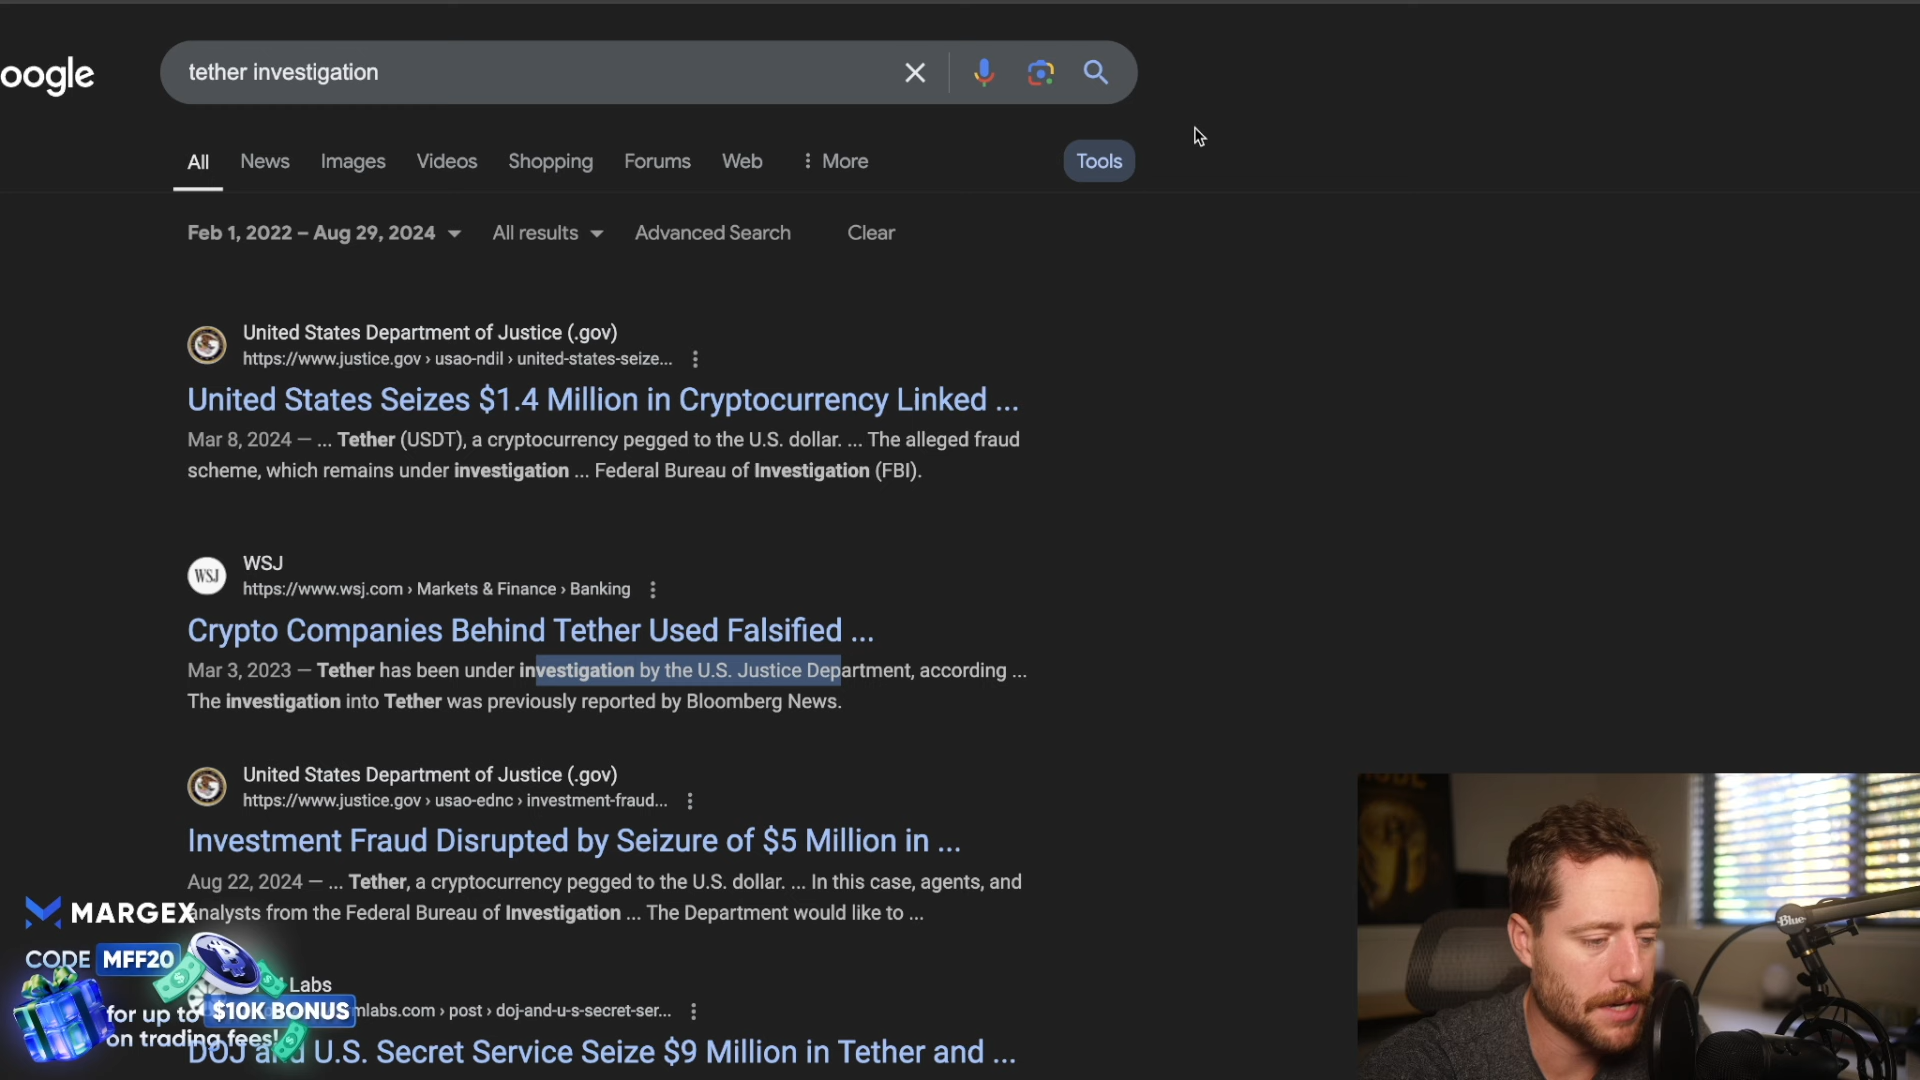 oogle
tether investigation
All News Images Videos Shopping Forums Web More Tools
Feb 1, 2022 – Aug 29, 2024 All results Advanced Search Clear
United States Department of Justice (.gov)
https://www.justice.gov › usao-ndil › united-states-seize...
United States Seizes $1.4 Million in Cryptocurrency Linked ...
Mar 8, 2024 — ... Tether (USDT), a cryptocurrency pegged to the U.S. dollar. ... The alleged fraud
scheme, which remains under investigation ... Federal Bureau of Investigation (FBI).
WSJ
WSJ
https://www.wsj.com › Markets & Finance › Banking
Crypto Companies Behind Tether Used Falsified ...
Mar 3, 2023 — Tether has been under investigation by the U.S. Justice Department, according ...
The investigation into Tether was previously reported by Bloomberg News.
United States Department of Justice (.gov)
https://www.justice.gov › usao-ednc › investment-fraud...
Investment Fraud Disrupted by Seizure of $5 Million in ...
Aug 22, 2024 — ... Tether, a cryptocurrency pegged to the U.S. dollar. ... In this case, agents, and
analysts from the Federal Bureau of Investigation ... The Department would like to ...
MARGEX
CODE MFF20
for up to $10K BONUS
on trading fees!
Labs
mlabs.com › post › doj-and-u-s-secret-ser...
DOJ and U.S. Secret Service Seize $9 Million in Tether and ...
Blue